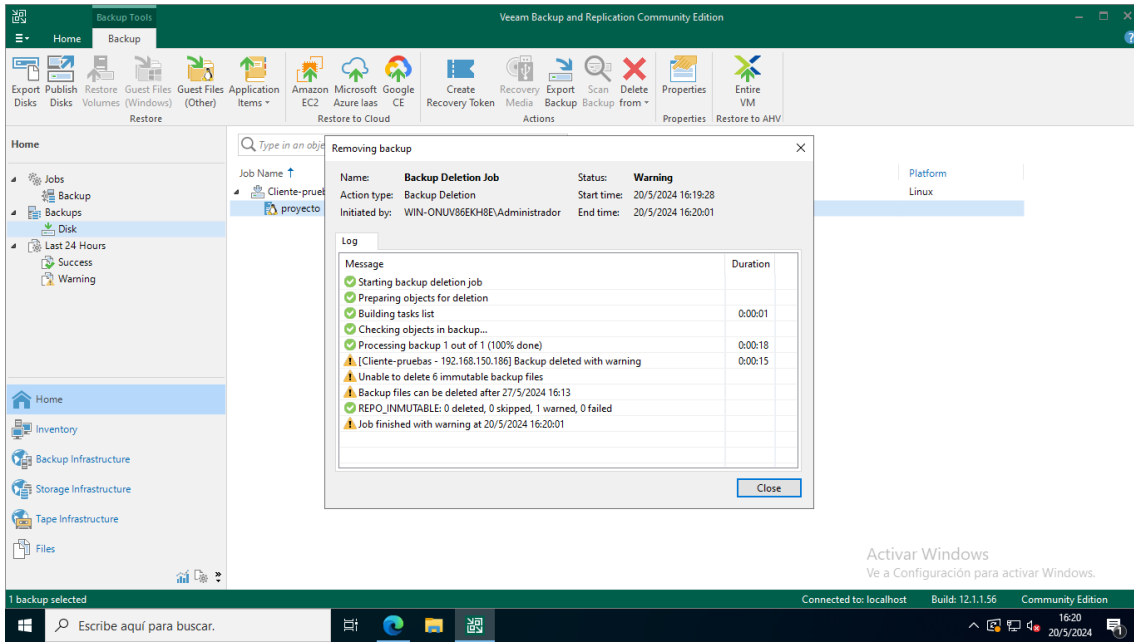 Backup Tools
Veeam Backup and Replication Community Edition
Home Backup
Export Disks
Publish Disks
Restore Volumes
Guest Files (Windows)
Guest Files (Other)
Application Items
Amazon EC2
Microsoft Azure Iaas
Google CE
Create Recovery Token
Recovery Media
Export Backup
Scan Backup
Delete from
Properties
Entire VM
Restore
Restore to Cloud
Actions
Properties
Restore to AHV
Home
Jobs
Backup
Backups
Disk
Last 24 Hours
Success
Warning
Home
Inventory
Backup Infrastructure
Storage Infrastructure
Tape Infrastructure
Files
Type in an obje
Job Name
Platform
Cliente-prueb
Linux
proyecto
Removing backup
Name: Backup Deletion Job Status: Warning
Action type: Backup Deletion Start time: 20/5/2024 16:19:28
Initiated by: WIN-ONUV86EKH8E\Administrador End time: 20/5/2024 16:20:01
Log
Message Duration
Starting backup deletion job
Preparing objects for deletion
Building tasks list 0:00:01
Checking objects in backup...
Processing backup 1 out of 1 (100% done) 0:00:18
[Cliente-pruebas - 192.168.150.186] Backup deleted with warning 0:00:15
Unable to delete 6 immutable backup files
Backup files can be deleted after 27/5/2024 16:13
REPO_INMUTABLE: 0 deleted, 0 skipped, 1 warned, 0 failed
Job finished with warning at 20/5/2024 16:20:01
Close
Activar Windows
Ve a Configuración para activar Windows.
1 backup selected
Connected to: localhost Build: 12.1.1.56 Community Edition
Escribe aquí para buscar.
16:20
20/5/2024
1